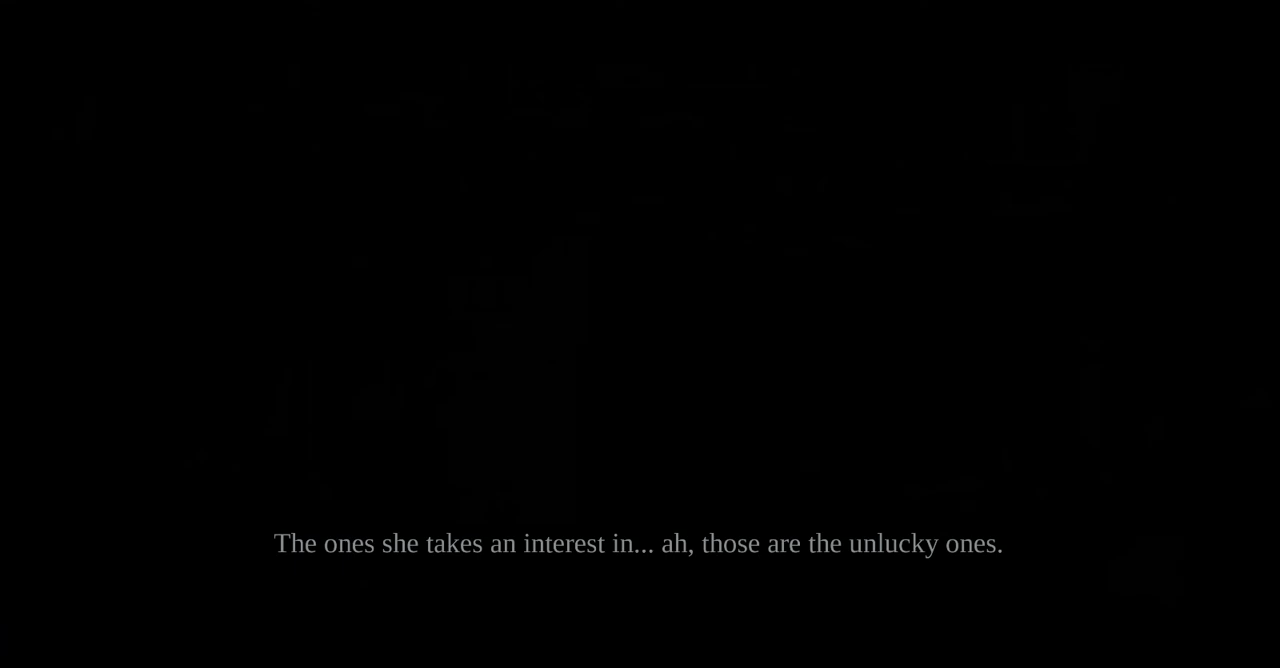 The ones she takes an interest in... ah, those are the unlucky ones.